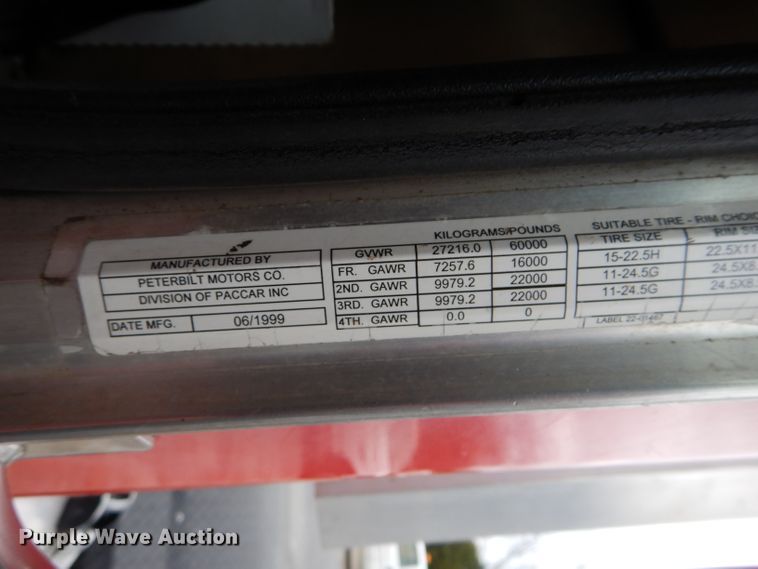 MANUFACTURED BY
PETERBILT MOTORS CO.
DIVISION OF PACCAR INC
DATE MFG. 06/1999
KILOGRAMS/POUNDS
GVWR 27216.0 60000
FR. GAWR 7257.6 16000
2ND. GAWR 9979.2 22000
3RD. GAWR 9979.2 22000
4TH. GAWR 0.0 0
SUITABLE TIRE - RIM CHOIC
TIRE SIZE RIM
15-22.5H 22.5X11
11-24.5G 24.5X8
11-24.5G 24.5X8
LABEL
Purple Wave Auction